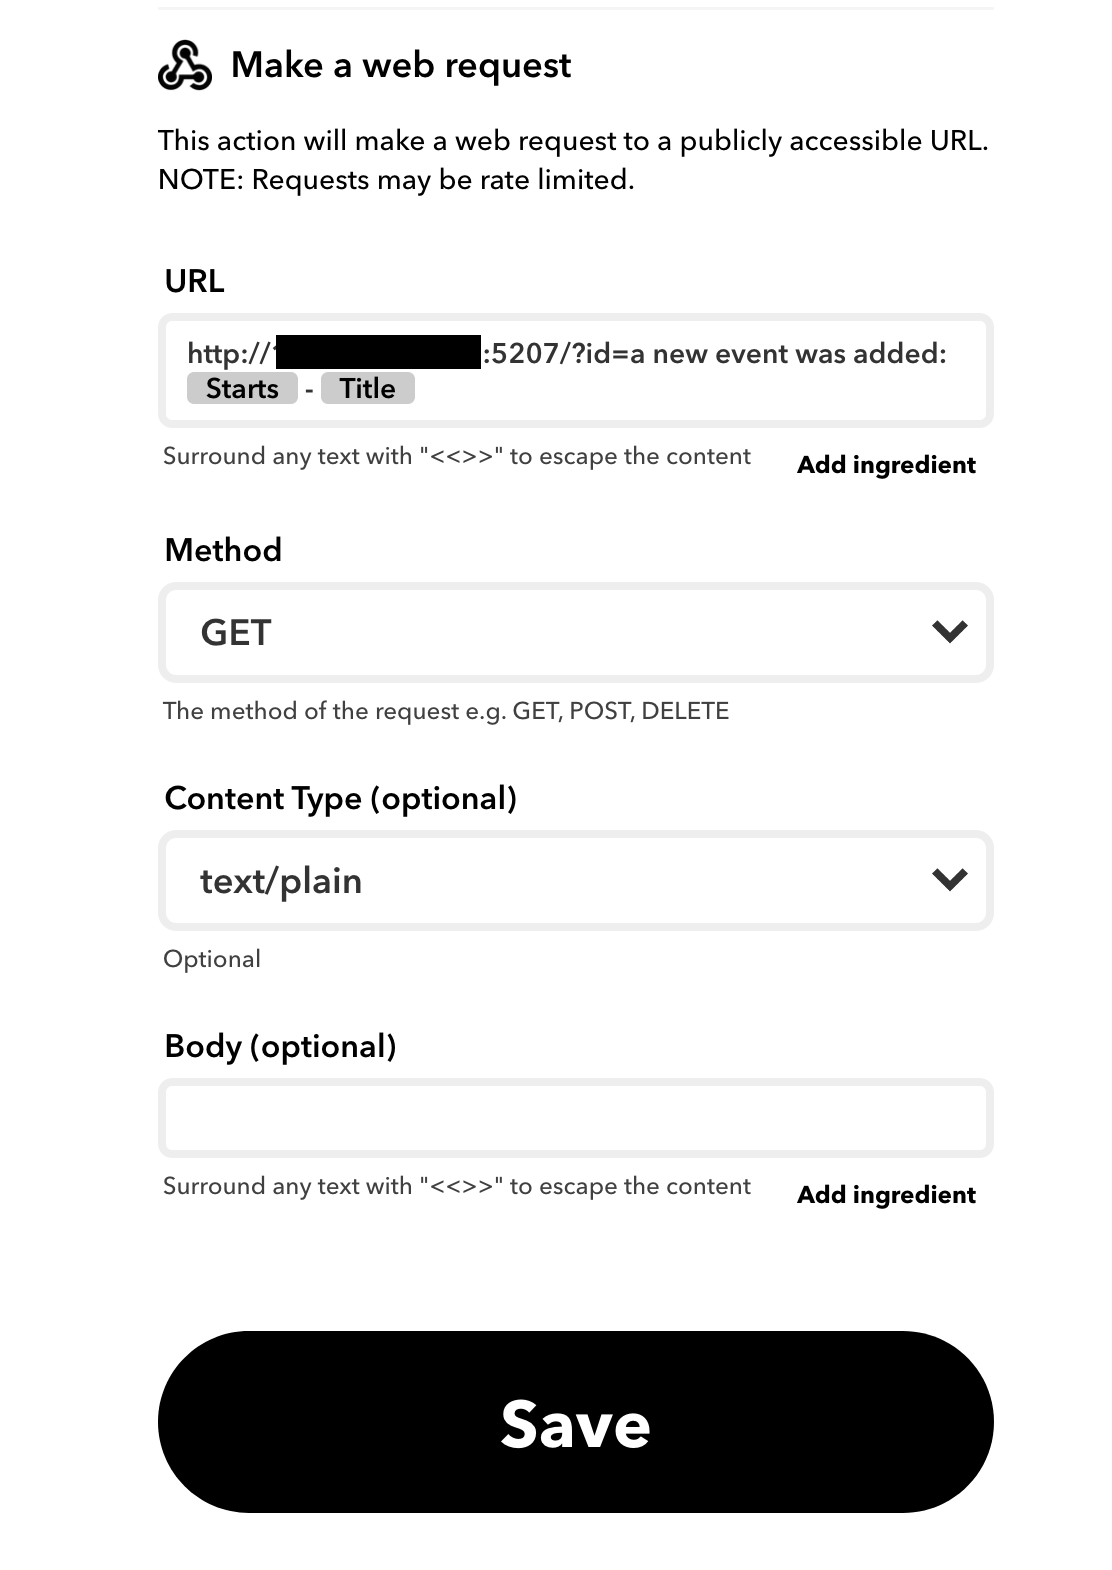 Make a web request
This action will make a web request to a publicly accessible URL.
NOTE: Requests may be rate limited.
URL
http:// :5207/?id=a new event was added:
Starts - Title
Surround any text with "<<>>" to escape the content
Add ingredient
Method
GET
The method of the request e.g. GET, POST, DELETE
Content Type (optional)
text/plain
Optional
Body (optional)
Surround any text with "<<>>" to escape the content
Add ingredient
Save